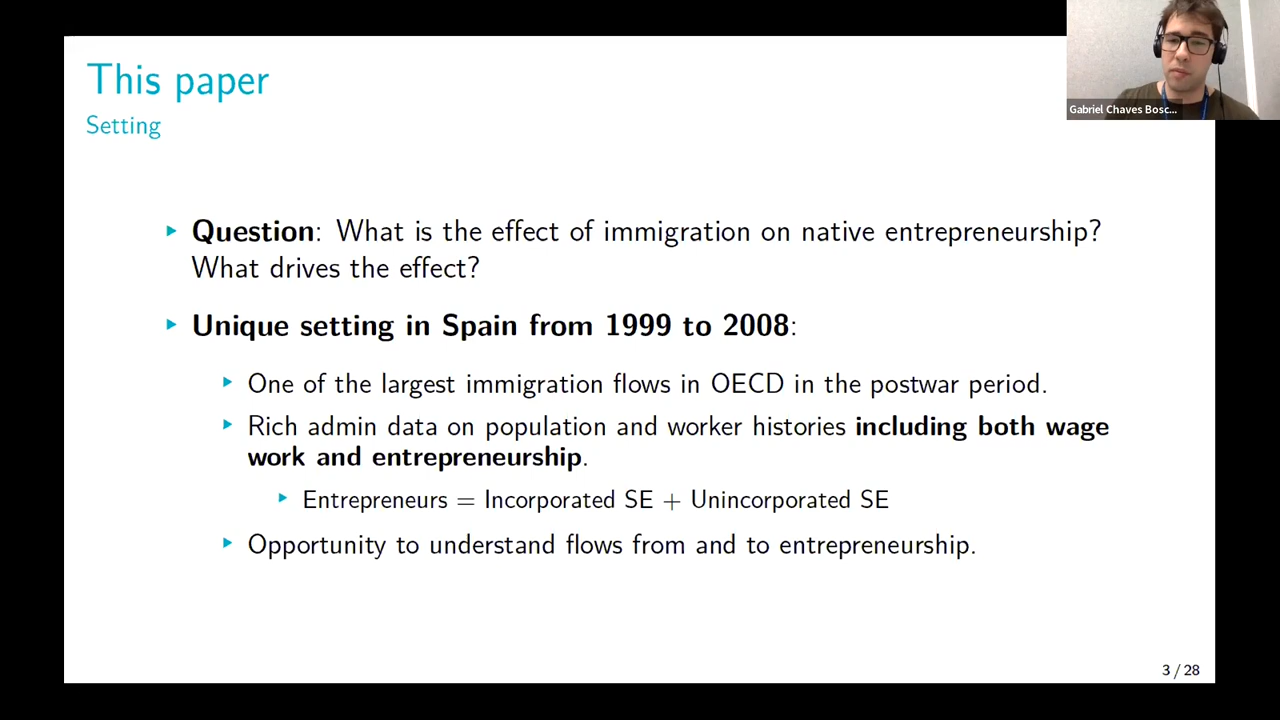 This paper
Setting
Gabriel Chaves Bosc...
▸ Question: What is the effect of immigration on native entrepreneurship?
What drives the effect?
▸ Unique setting in Spain from 1999 to 2008:
▸ One of the largest immigration flows in OECD in the postwar period.
▸ Rich admin data on population and worker histories including both wage
work and entrepreneurship.
▸ Entrepreneurs = Incorporated SE + Unincorporated SE
▸ Opportunity to understand flows from and to entrepreneurship.
3 / 28